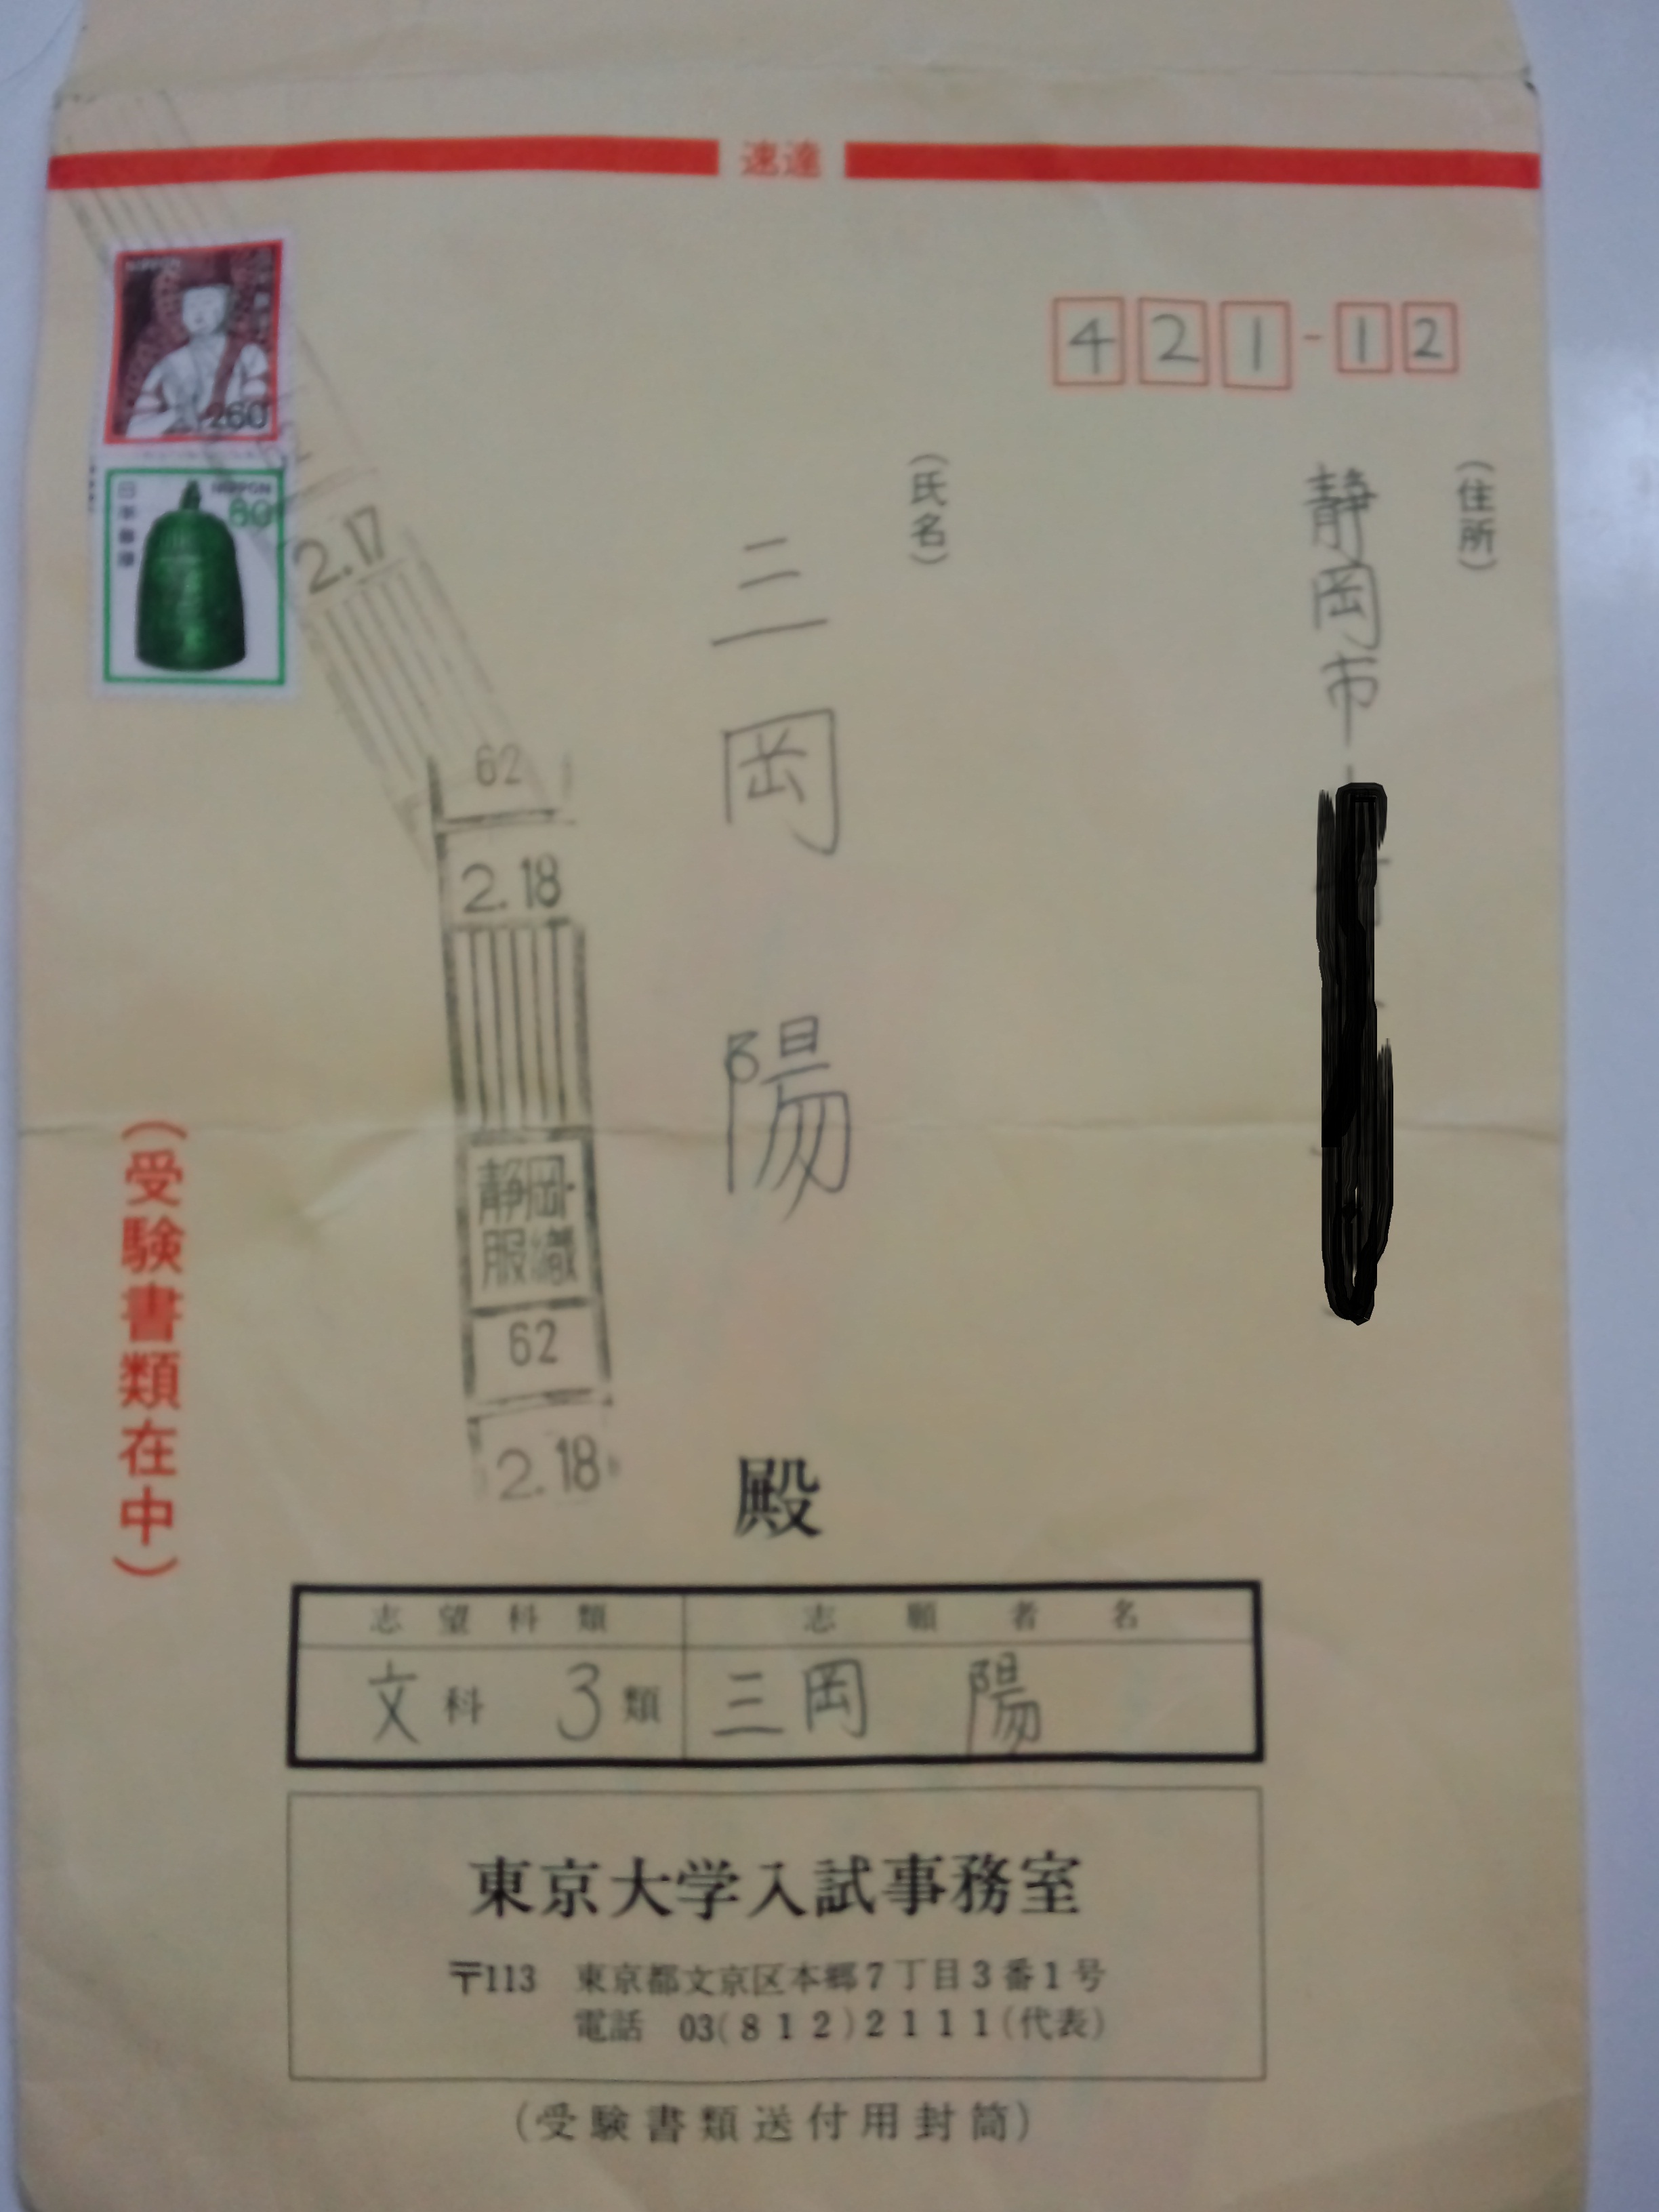 速達
NIPPON
260
NIPPON
80
日本郵便
421-12
(住所)
静岡市
(氏名)
三岡 陽
殿
2.17
62
2.18
静岡・
服織
62
2.18
(受験書類在中)
志望科類 志願者名
文科 3類 三岡 陽
東京大学入試事務室
〒113 東京都文京区本郷7丁目3番1号
電話 03(812)2111(代表)
(受験書類送付用封筒)